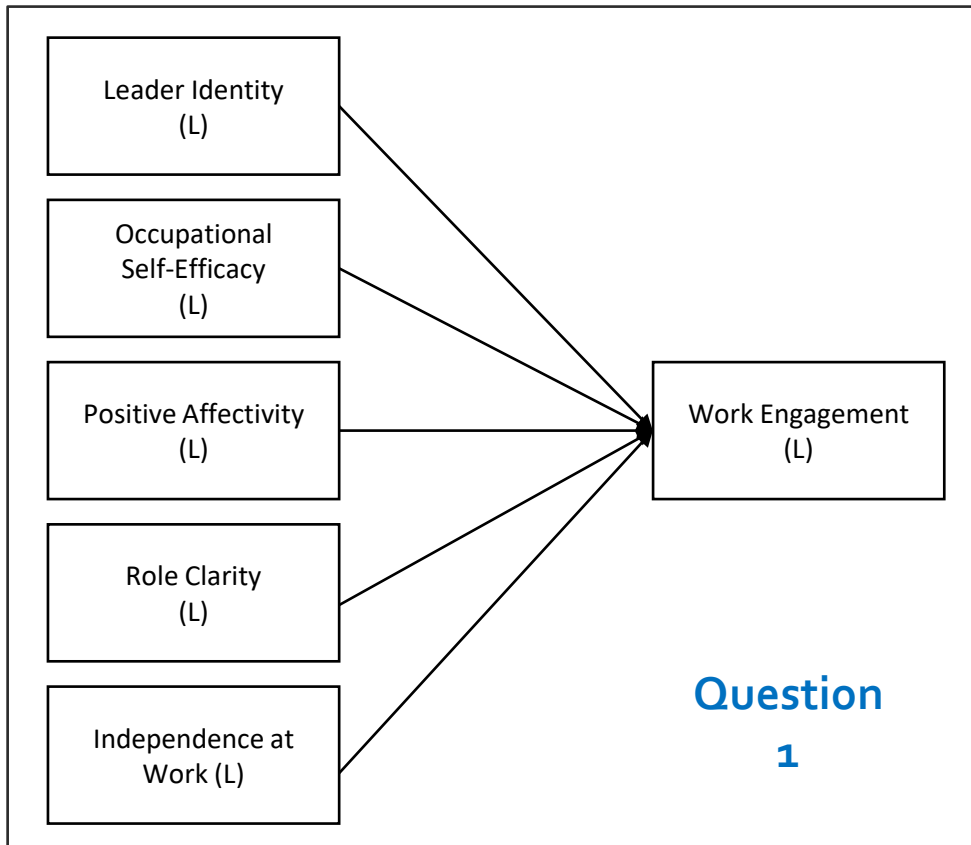 Leader Identity
(L)
Occupational
Self-Efficacy
(L)
Positive Affectivity
(L)
Role Clarity
(L)
Independence at
Work (L)
Work Engagement
(L)
Question
1